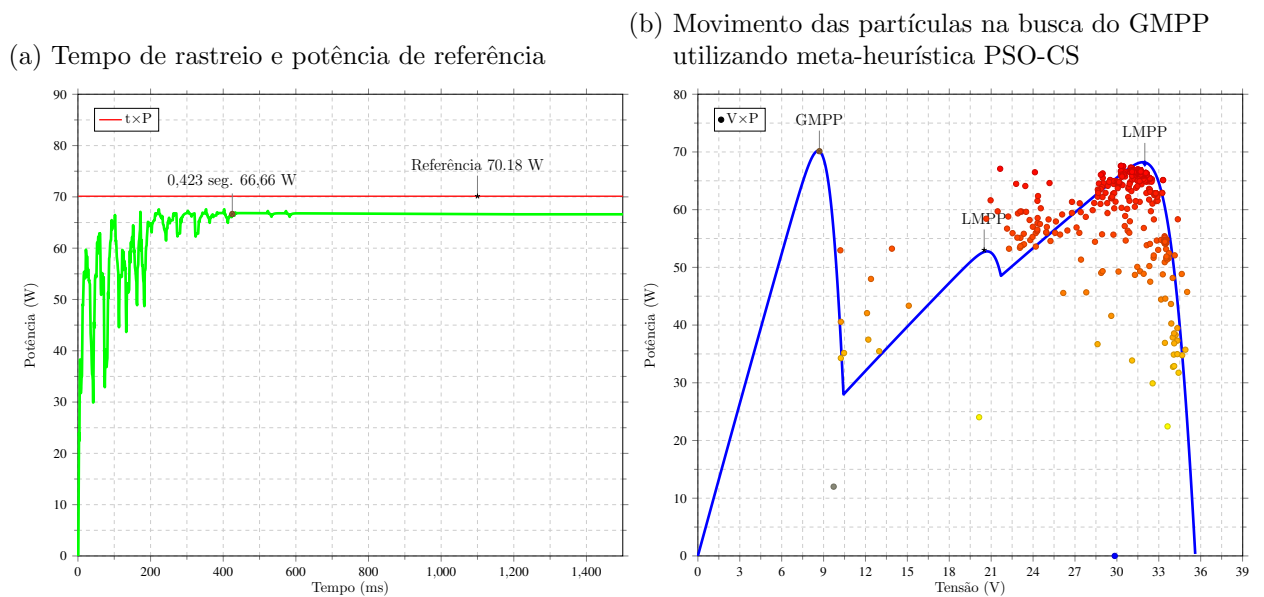 (a) Tempo de rastreio e potência de referência
90
80
70
60
50
40
30
20
10
0
Potência (W)
t×P
0,423 seg. 66,66 W
Referência 70.18 W
0
200
400
600
800
1,000
1,200
1,400
Tempo (ms)
(b) Movimento das partículas na busca do GMPP
utilizando meta-heurística PSO-CS
80
70
60
50
40
30
20
10
0
Potência (W)
V×P
GMPP
LMPP
LMPP
0
3
6
9
12
15
18
21
24
27
30
33
36
39
Tensão (V)